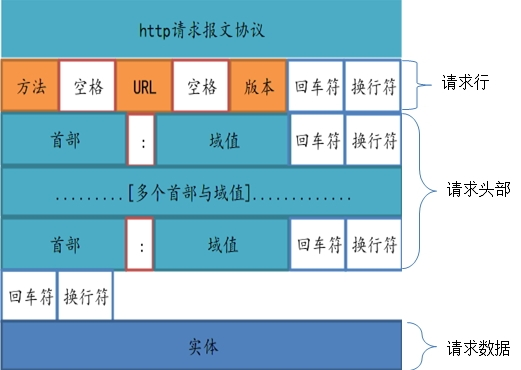 http请求报文协议
方法 空格 URL 空格 版本 回车符 换行符 请求行
首部 : 域值 回车符 换行符
.........[多个首部与域值]............. 请求头部
首部 : 域值 回车符 换行符
回车符 换行符
实体 请求数据